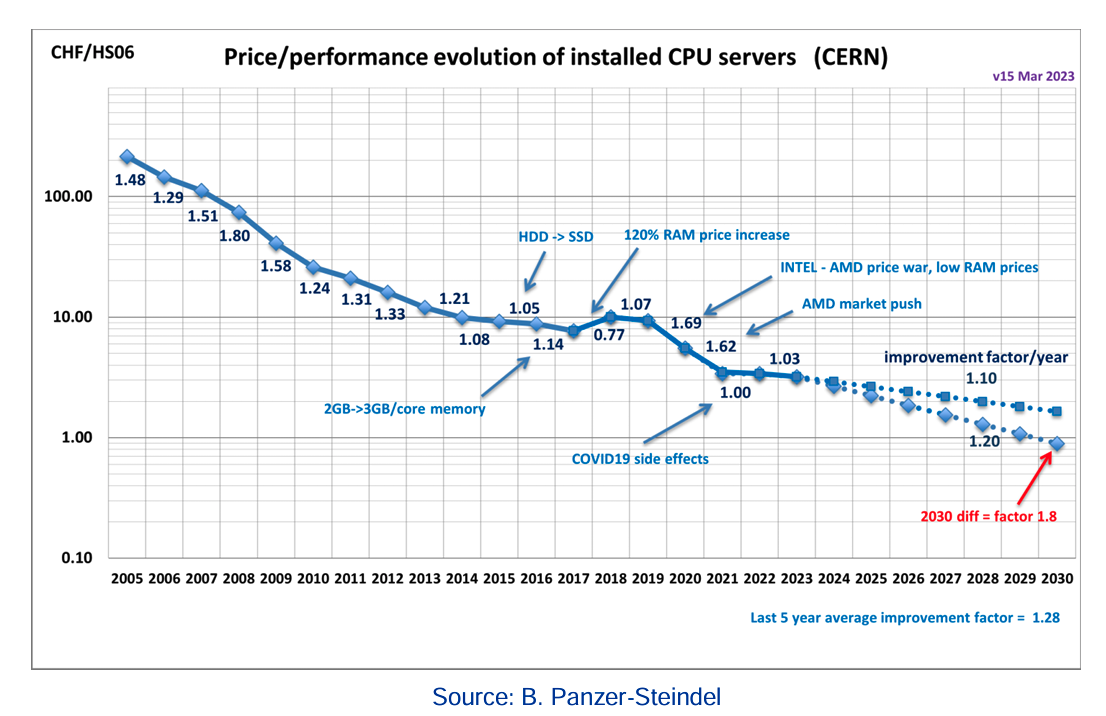 CHF/HS06
Price/performance evolution of installed CPU servers (CERN)
v15 Mar 2023
100.00
10.00
1.00
0.10
1.48
1.29
1.51
1.80
1.58
1.24
1.31
1.33
1.21
1.08
1.05
1.14
0.77
1.07
1.69
1.62
1.00
1.03
HDD -> SSD
120% RAM price increase
INTEL - AMD price war, low RAM prices
AMD market push
improvement factor/year
1.10
1.20
2GB->3GB/core memory
COVID19 side effects
2030 diff = factor 1.8
2005 2006 2007 2008 2009 2010 2011 2012 2013 2014 2015 2016 2017 2018 2019 2020 2021 2022 2023 2024 2025 2026 2027 2028 2029 2030
Last 5 year average improvement factor = 1.28
Source: B. Panzer-Steindel